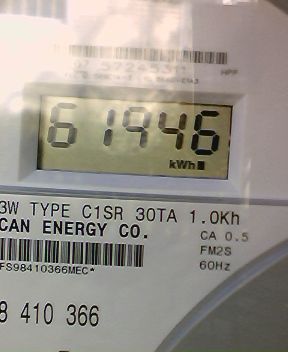 61946
kWh
3W TYPE C1SR 30TA 1.0Kh
CAN ENERGY CO.
CA 0.5
FM2S
60Hz
FS98410366MEC*
8 410 366